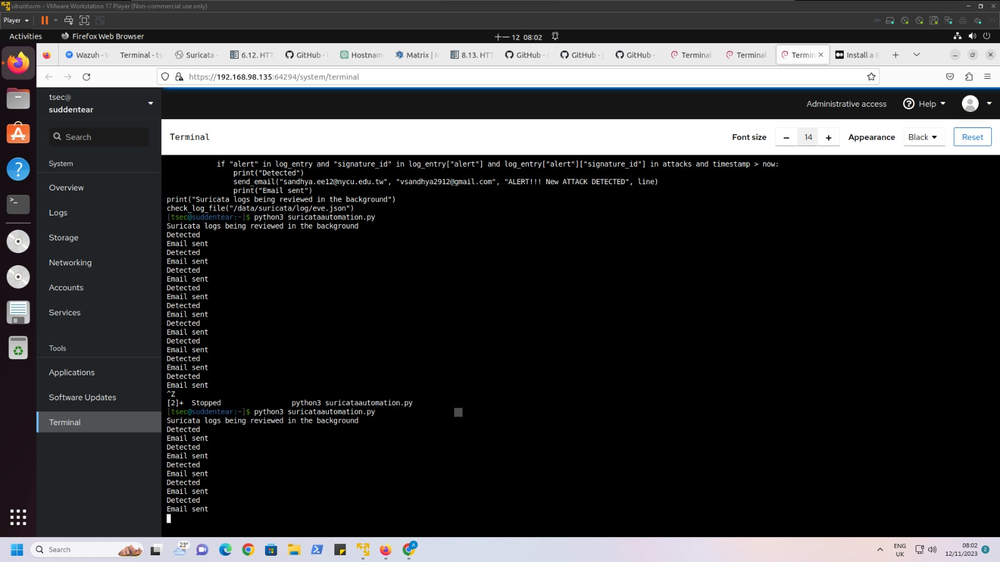 ubuntuvm - VMware Workstation 17 Player (Non-commercial use only)
Player
Activities Firefox Web Browser 十一 12 08:02
Wazuh - Terminal - Suricata 6.12. HTT GitHub - Hostnam Matrix | 8.13. HTT GitHub - GitHub - GitHub - Terminal Terminal Termin Install a
https://192.168.98.135:64294/system/terminal
tsec@
suddentear
Administrative access Help
Search
Terminal Font size 14 Appearance Black Reset
System
Overview
Logs
Storage
Networking
Accounts
Services
Tools
Applications
Software Updates
Terminal
if "alert" in log_entry and "signature_id" in log_entry["alert"] and log_entry["alert"]["signature_id"] in attacks and timestamp > now:
print("Detected")
send_email("sandhya.ee12@nycu.edu.tw", "vsandhya2912@gmail.com", "ALERT!!! New ATTACK DETECTED", line)
print("Email sent")
print("Suricata logs being reviewed in the background")
check_log_file("/data/suricata/log/eve.json")
[tsec@suddentear:~]$ python3 suricataautomation.py
Suricata logs being reviewed in the background
Detected
Email sent
Detected
Email sent
Detected
Email sent
Detected
Email sent
Detected
Email sent
Detected
Email sent
Detected
Email sent
Detected
Email sent
Detected
Email sent
^Z
[2]+ Stopped python3 suricataautomation.py
[tsec@suddentear:~]$ python3 suricataautomation.py
Suricata logs being reviewed in the background
Detected
Email sent
Detected
Email sent
Detected
Email sent
Detected
Email sent
Detected
Email sent
Search 23° ENG 08:02
UK 12/11/2023 2